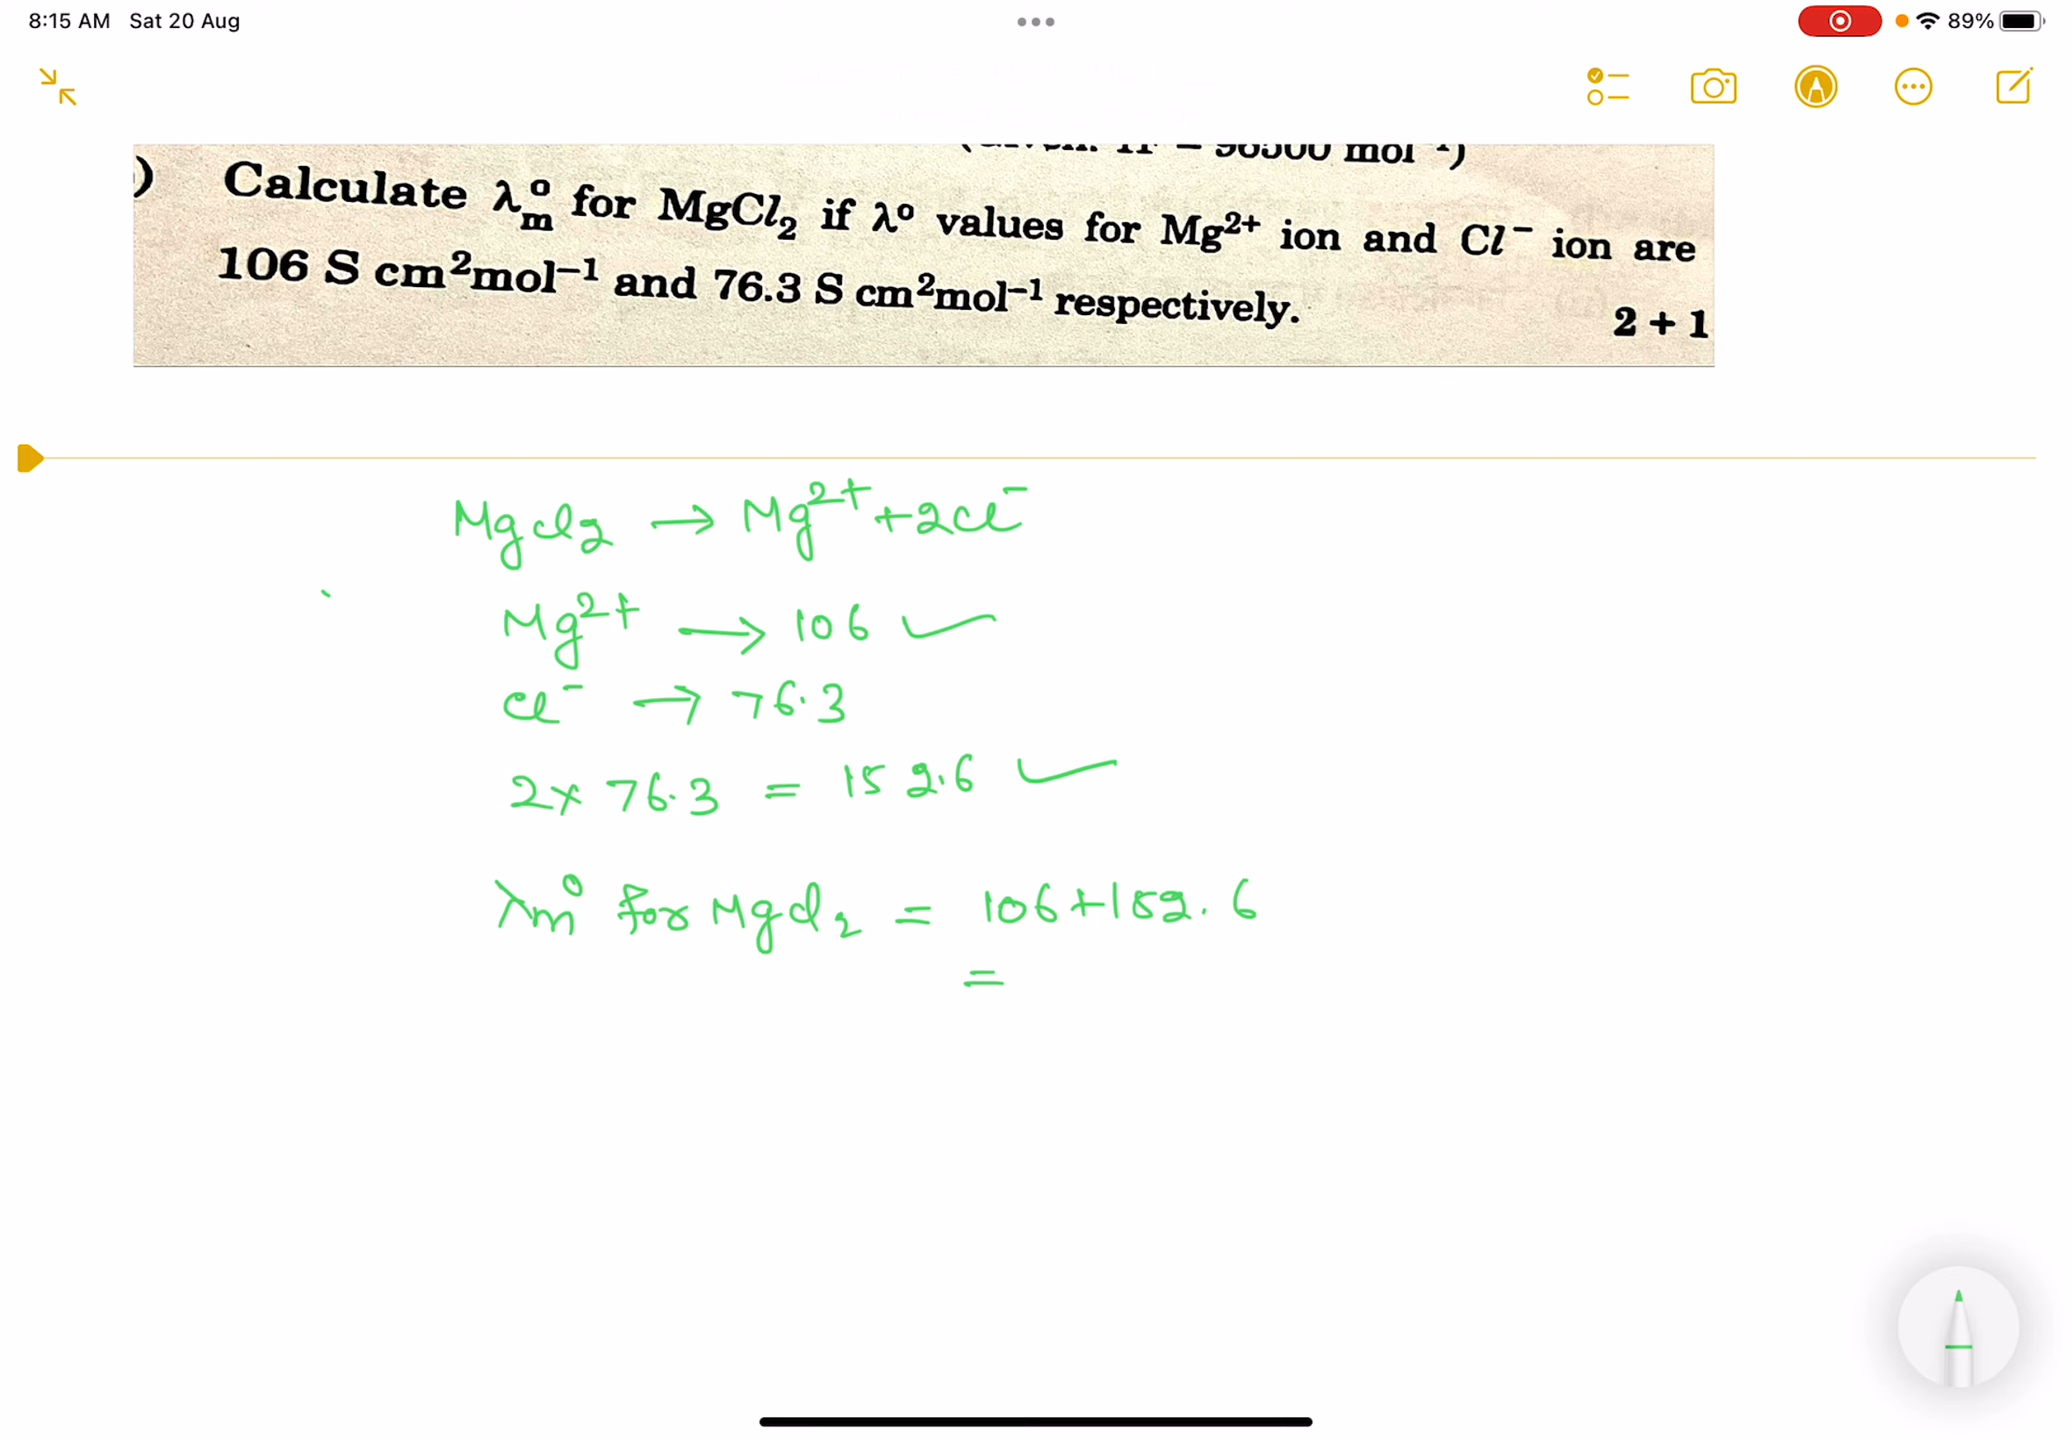 8:15 AM Sat 20 Aug
89%
Calculate λ°m for MgCl₂ if λ° values for Mg²⁺ ion and Cl⁻ ion are
106 S cm²mol⁻¹ and 76.3 S cm²mol⁻¹ respectively.
2 + 1
Mgcl2 → Mg²⁺+2cl⁻
Mg²⁺ → 106 ✓
cl⁻ → 76.3
2× 76.3 = 152.6 ✓
λm° for Mgcl₂ = 106+152.6
=